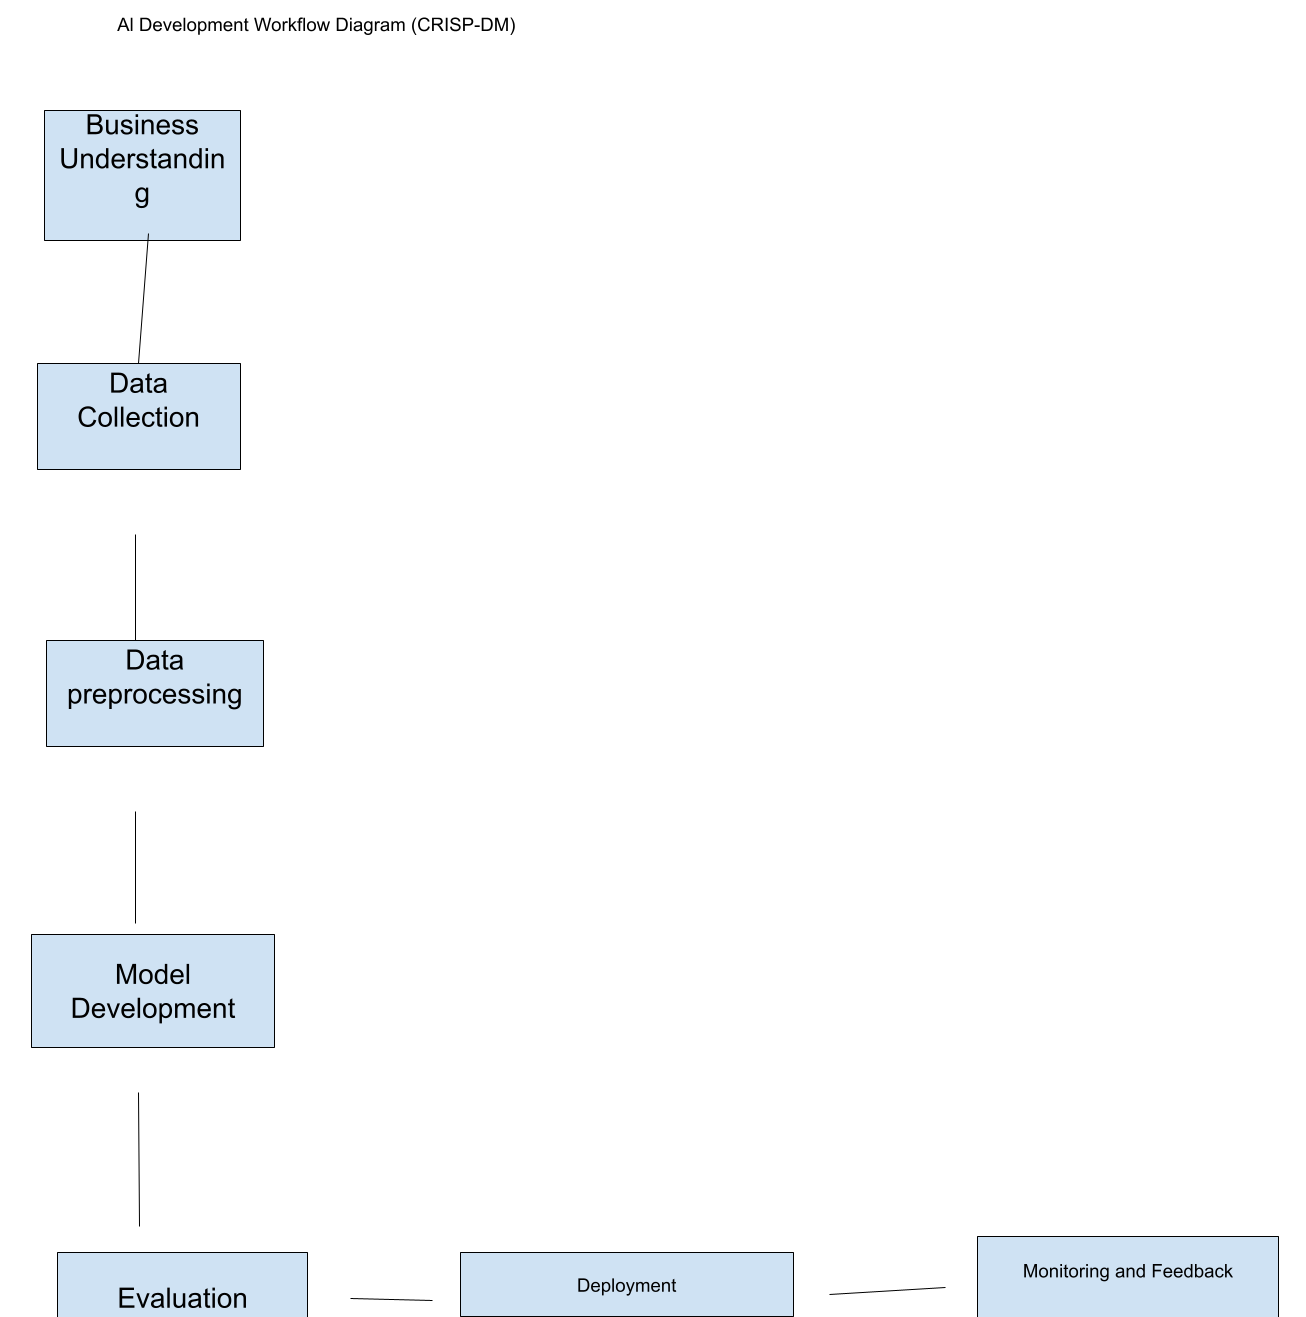 AI Development Workflow Diagram (CRISP-DM)
Business
Understandin
g
Data
Collection
Data
preprocessing
Model
Development
Evaluation
Deployment
Monitoring and Feedback